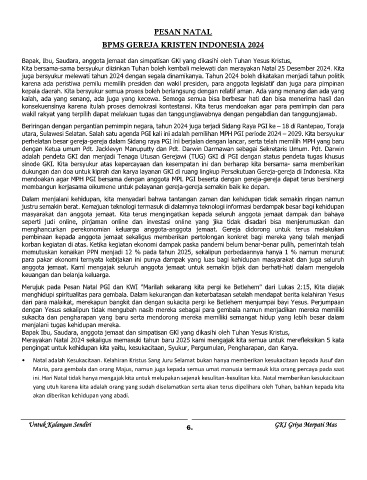 PESAN NATAL
BPMS GEREJA KRISTEN INDONESIA 2024
Bapak, Ibu, Saudara, anggota jemaat dan simpatisan GKI yang dikasihi oleh Tuhan Yesus Kristus,
Kita bersama-sama bersyukur diizinkan Tuhan boleh kembali melewati dan merayakan Natal 25 Desember 2024. Kita
juga bersyukur melewati tahun 2024 dengan segala dinamikanya. Tahun 2024 boleh dikatakan menjadi tahun politik
karena ada peristiwa pemilu memilih presiden dan wakil presiden, para anggota legislatif dan juga para pimpinan
kepala daerah. Kita bersyukur semua proses boleh berlangsung dengan relatif aman. Ada yang menang dan ada yang
kalah, ada yang senang, ada juga yang kecewa. Semoga semua bisa berbesar hati dan bisa menerima hasil dan
konsekuensinya karena itulah proses demokrasi kontestansi. Kita terus mendoakan agar para pemimpin dan para
wakil rakyat yang terpilih dapat melakuan tugas dan tanggungjawabnya dengan pengabdian dan tanggungjawab.
Beriringan dengan pergantian pemimpin negara, tahun 2024 juga terjadi Sidang Raya PGI ke – 18 di Rantepao, Toraja
utara, Sulawesi Selatan. Salah satu agenda PGI kali ini adalah pemilihan MPH PGI periode 2024 – 2029. Kita bersyukur
perhelatan besar gereja-gereja dalam Sidang raya PGI ini berjalan dengan lancar, serta telah memilih MPH yang baru
dengan Ketua umum Pdt. Jacklevyn Manuputty dan Pdt. Darwin Darmawan sebagai Sekretaris Umum. Pdt. Darwin
adalah pendeta GKI dan menjadi Tenaga Utusan Gerejawi (TUG) GKI di PGI dengan status pendeta tugas khusus
sinode GKI. Kita bersyukur atas kepercayaan dan kesempatan ini dan berharap kita bersama- sama memberikan
dukungan dan doa untuk kiprah dan karya layanan GKI di ruang lingkup Persekutuan Gereja-gereja di Indonesia. Kita
mendoakan agar MPH PGI bersama dengan anggota MPL PGI beserta dengan gereja-gereja dapat terus bersinergi
membangun kerjasama oikumene untuk pelayanan gereja-gereja semakin baik ke depan.
Dalam menjalani kehidupan, kita menyadari bahwa tantangan zaman dan kehidupan tidak semakin ringan namun
justru semakin berat. Kemajuan teknologi termasuk di dalamnya teknologi informasi berdampak besar bagi kehidupan
masyarakat dan anggota jemaat. Kita terus mengingatkan kepada seluruh anggota jemaat dampak dan bahaya
seperti judi online, pinjaman online dan investasi online yang jika tidak disadari bisa menjerumuskan dan
menghancurkan perekonomian keluarga anggota-anggota jemaat. Gereja didorong untuk terus melakukan
pembinaan kepada anggota jemaat sekaligus memberikan pertolongan konkret bagi mereka yang telah menjadi
korban kegiatan di atas. Ketika kegiatan ekonomi dampak paska pandemi belum benar-benar pulih, pemerintah telah
memutuskan kenaikan PPN menjadi 12 % pada tahun 2025, sekalipun perbedaannya hanya 1 % namun menurut
para pakar ekonomi ternyata kebijakan ini punya dampak yang luas bagi kehidupan masyarakat dan juga seluruh
anggota jemaat. Kami mengajak seluruh anggota jemaat untuk semakin bijak dan berhati-hati dalam mengelola
keuangan dan belanja keluarga.
Merujuk pada Pesan Natal PGI dan KWI "Marilah sekarang kita pergi ke Betlehem" dari Lukas 2:15, Kita diajak
menghidupi spiritualitas para gembala. Dalam kekurangan dan keterbatasan setelah mendapat berita kelahiran Yesus
dari para malaikat, merekapun bangkit dan dengan sukacita pergi ke Betlehem menjumpai bayi Yesus. Perjumpaan
dengan Yesus sekalipun tidak mengubah nasib mereka sebagai para gembala namun menjadikan mereka memiliki
sukacita dan pengharapan yang baru serta mendorong mereka memiliki semangat hidup yang lebih besar dalam
menjalani tugas kehidupan mereka.
Bapak Ibu, Saudara, anggota jemaat dan simpatisan GKI yang dikasihi oleh Tuhan Yesus Kristus,
Merayakan Natal 2024 sekaligus memasuki tahun baru 2025 kami mengajak kita semua untuk merefleksikan 5 kata
pengingat untuk kehidupan kita yaitu, kesukacitaan, Syukur, Pergumulan, Pengharapan, dan Karya.
• Natal adalah Kesukacitaan. Kelahiran Kristus Sang Juru Selamat bukan hanya memberikan kesukacitaan kepada Jusuf dan
Maria, para gembala dan orang Majus, namun juga kepada semua umat manusia termasuk kita orang percaya pada saat
ini. Hari Natal tidak hanya mengajak kita untuk melupakan sejenak kesulitan-kesulitan kita. Natal memberikan kesukacitaan
yang utuh karena kita adalah orang yang sudah diselamatkan serta akan terus dipelihara oleh Tuhan, bahkan kepada kita
akan diberikan kehidupan yang abadi.
Untuk Kalangan Sendiri
6.
GKI Griya Merpati Mas